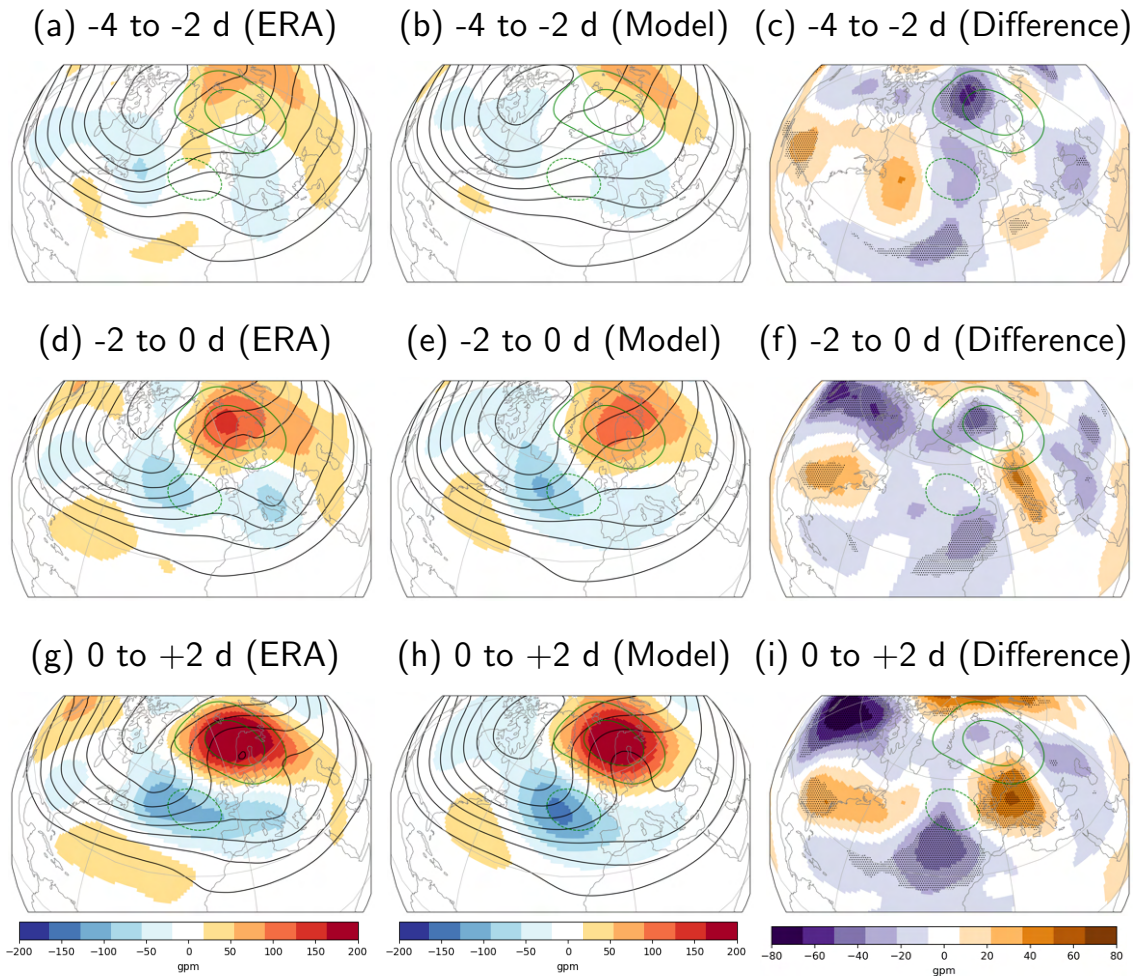 (a) -4 to -2 d (ERA)
(b) -4 to -2 d (Model)
(c) -4 to -2 d (Difference)
(d) -2 to 0 d (ERA)
(e) -2 to 0 d (Model)
(f) -2 to 0 d (Difference)
(g) 0 to +2 d (ERA)
(h) 0 to +2 d (Model)
(i) 0 to +2 d (Difference)
−200 −150 −100 −50 0 50 100 150 200
gpm
−200 −150 −100 −50 0 50 100 150 200
gpm
−80 −60 −40 −20 0 20 40 60 80
gpm